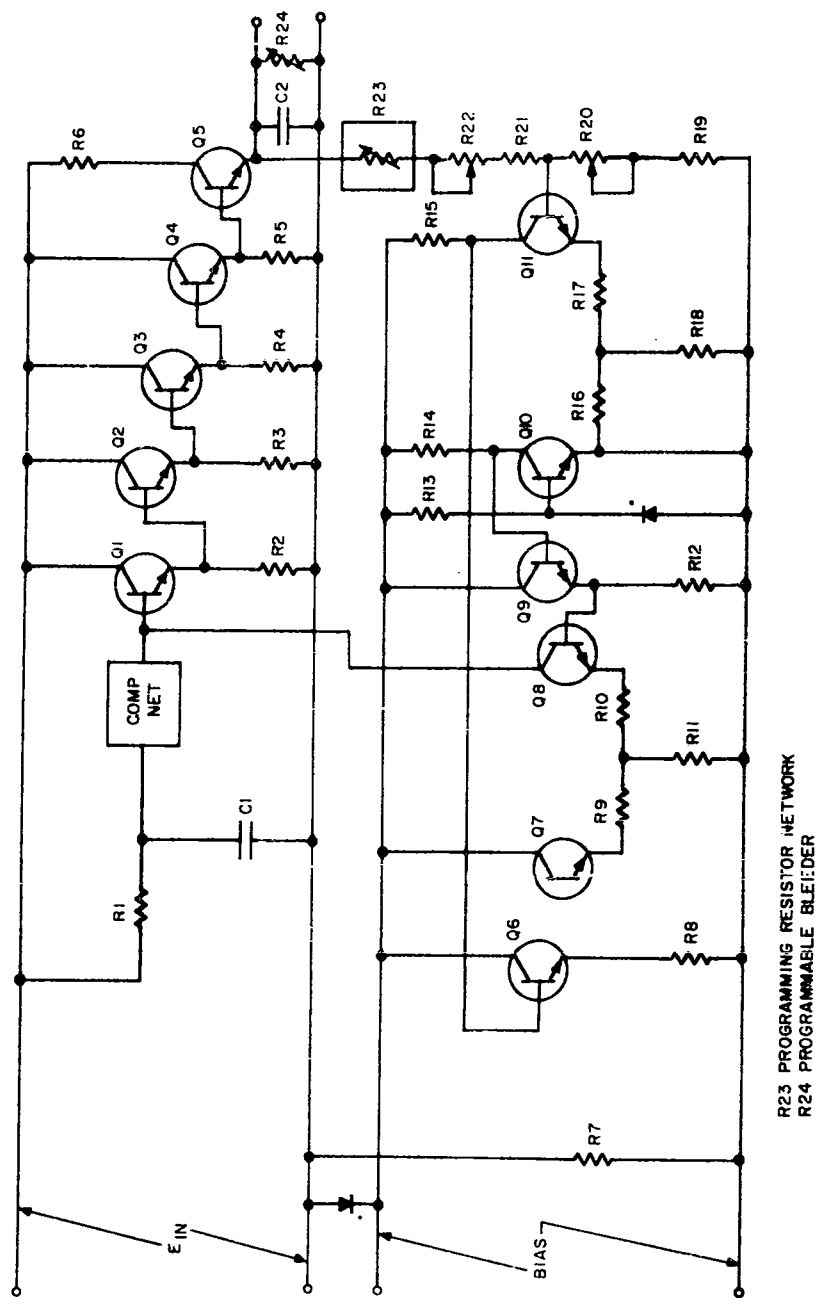 R24
C2
R23
R6
Q5
R22
R21
R20
R19
Q4
R5
R15
Q11
R17
Q3
R4
R18
R16
Q2
R3
R14
Q10
R13
Q1
R2
Q9
R12
COMP
NET
Q8
R10
R11
C1
R9
Q7
R1
Q6
R8
R7
E IN
BIAS
R23 PROGRAMMING RESISTOR NETWORK
R24 PROGRAMMABLE BLEEDER